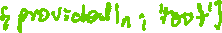 { providedIn: 'root' }